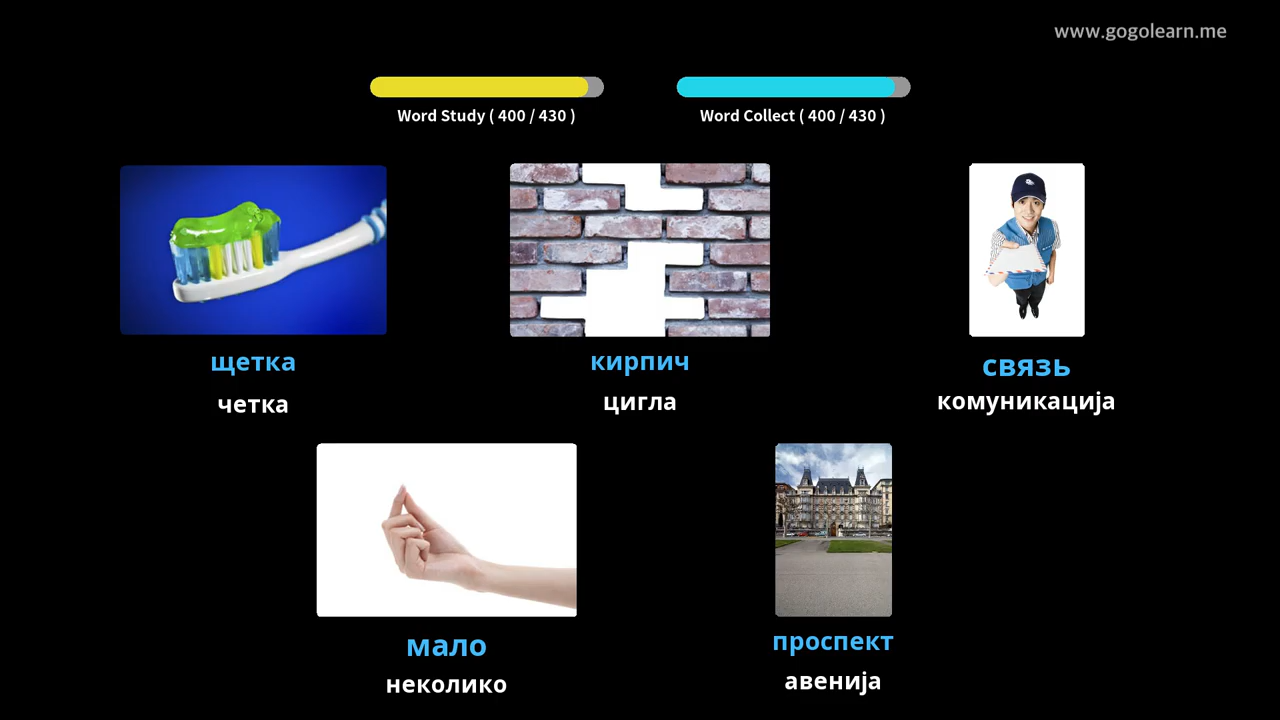 www.gogolearn.me
Word Study ( 400 / 430 )
Word Collect ( 400 / 430 )
щетка
четка
кирпич
цигла
связь
комуникација
мало
неколико
проспект
авенија